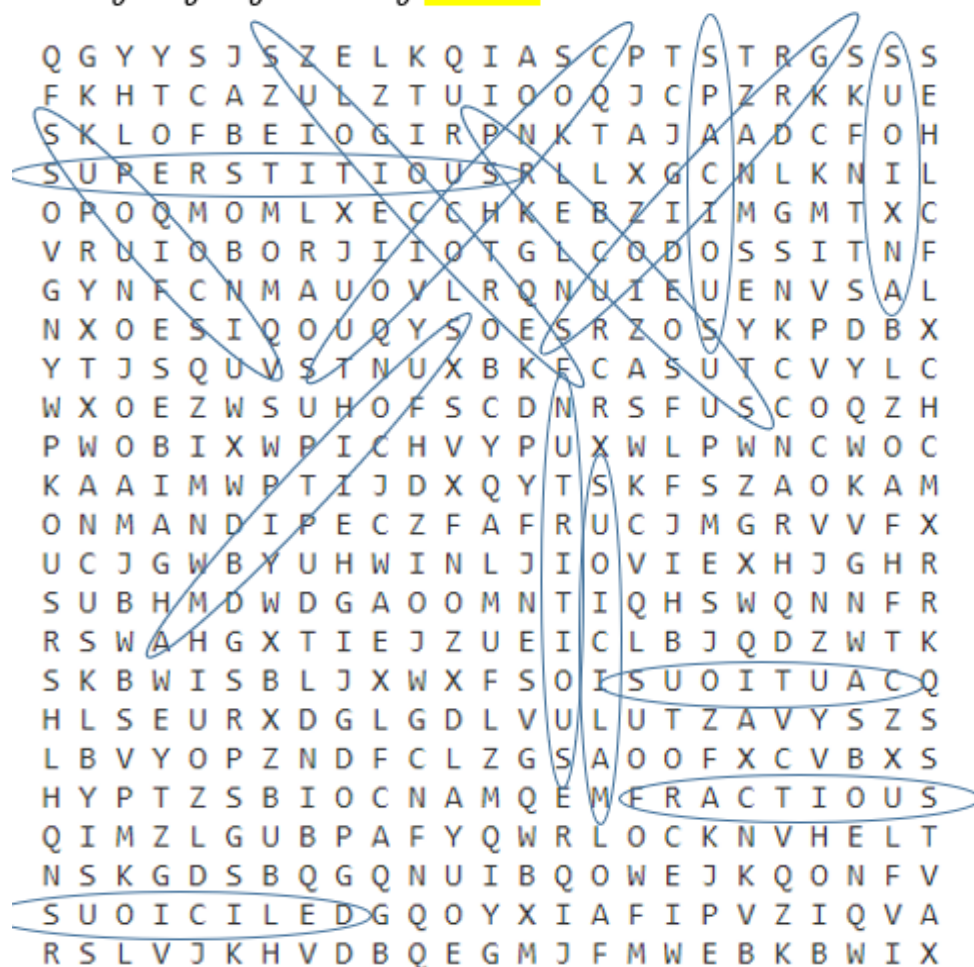 Q G Y Y S J S Z E L K Q I A S C P T S T R G S S S
F K H T C A Z U L Z T U I O O Q J C P Z R K K U E
S K L O F B E I O G I R P N K T A J A A D C F O H
S U P E R S T I T I O U S R L L X G C N L K N I L
O P O Q M O M L X E C C H K E B Z I I M G M T X C
V R U I O B O R J I I O T G L C O D O S S I T N F
G Y N F C N M A U O V L R Q N U I E U E N V S A L
N X O E S I Q O U Q Y S O E S R Z O S Y K P D B X
Y T J S Q U V S T N U X B K F C A S U T C V Y L C
W X O E Z W S U H O F S C D N R S F U S C O Q Z H
P W O B I X W P I C H V Y P U X W L P W N C W O C
K A A I M W P T I J D X Q Y T S K F S Z A O K A M
O N M A N D I P E C Z F A F R U C J M G R V V F X
U C J G W B Y U H W I N L J I O V I E X H J G H R
S U B H M D W D G A O O M N T I Q H S W Q N N F R
R S W A H G X T I E J Z U E I C L B J Q D Z W T K
S K B W I S B L J X W X F S O I S U O I T U A C Q
H L S E U R X D G L G D L V U L U T Z A V Y S Z S
L B V Y O P Z N D F C L Z G S A O O F X C V B X S
H Y P T Z S B I O C N A M Q E M F R A C T I O U S
Q I M Z L G U B P A F Y Q W R L O C K N V H E L T
N S K G D S B Q G Q N U I B Q O W E J K Q O N F V
S U O I C I L E D G Q O Y X I A F I P V Z I Q V A
R S L V J K H V D B Q E G M J F M W E B K B W I X